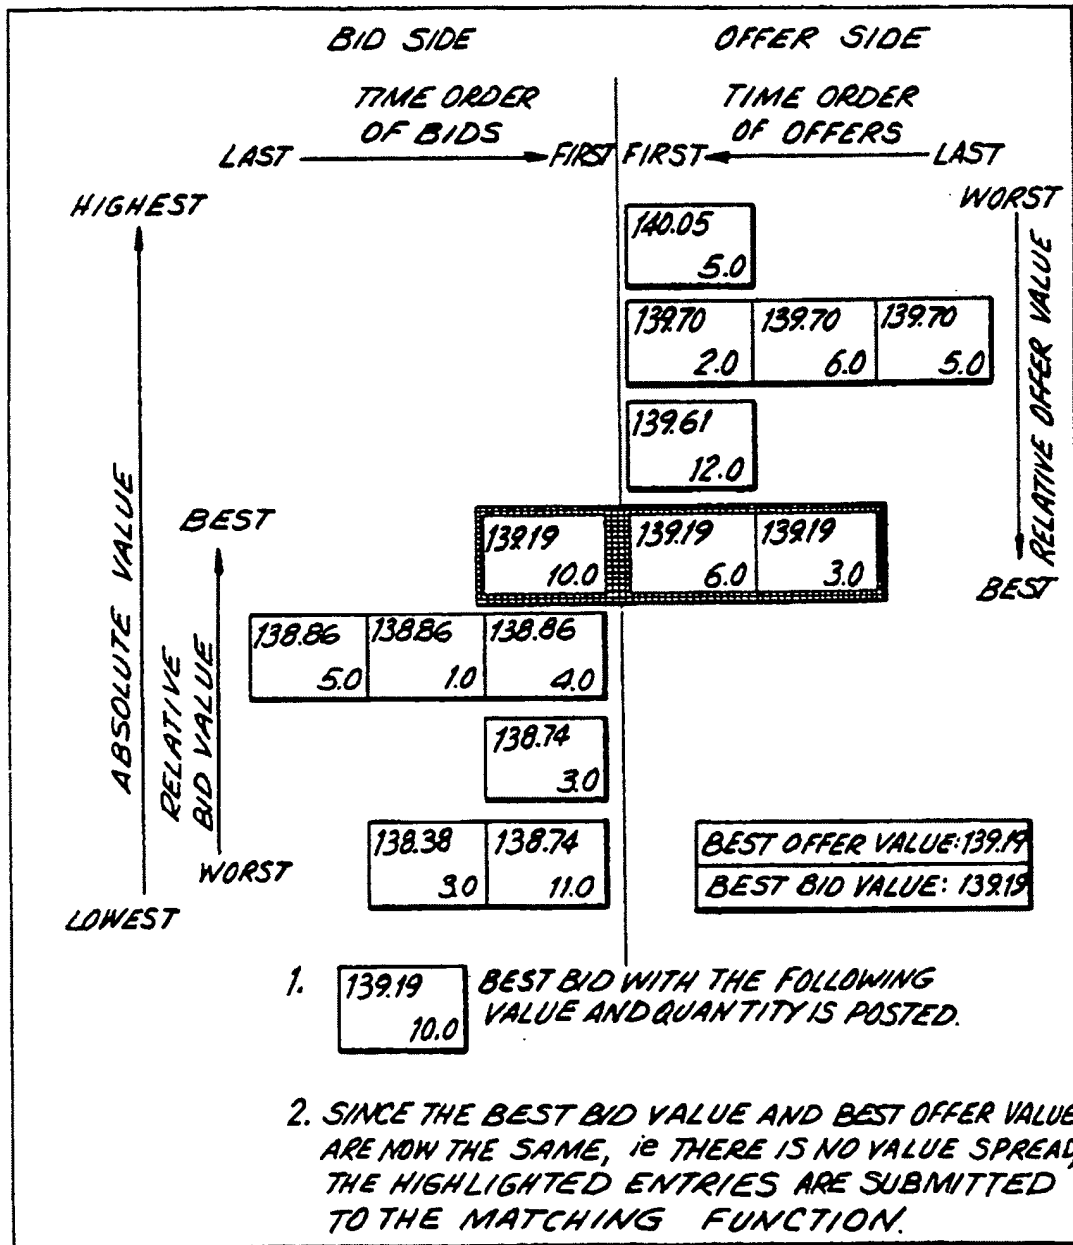 BID SIDE OFFER SIDE
TIME ORDER OF BIDS
TIME ORDER OF OFFERS
LAST FIRST FIRST LAST
HIGHEST
WORST
140.05
5.0
139.70 139.70 139.70
2.0 6.0 5.0
139.61
12.0
RELATIVE OFFER VALUE
BEST
139.19 139.19 139.19
10.0 6.0 3.0
BEST
138.86 138.86 138.86
5.0 1.0 4.0
ABSOLUTE VALUE
RELATIVE
BID VALUE
138.74
3.0
138.38 138.74
3.0 11.0
WORST
LOWEST
BEST OFFER VALUE: 139.19
BEST BID VALUE: 139.19
1. 139.19
10.0
BEST BID WITH THE FOLLOWING
VALUE AND QUANTITY IS POSTED.
2. SINCE THE BEST BID VALUE AND BEST OFFER VALUE
ARE NOW THE SAME, ie THERE IS NO VALUE SPREAD,
THE HIGHLIGHTED ENTRIES ARE SUBMITTED
TO THE MATCHING FUNCTION.